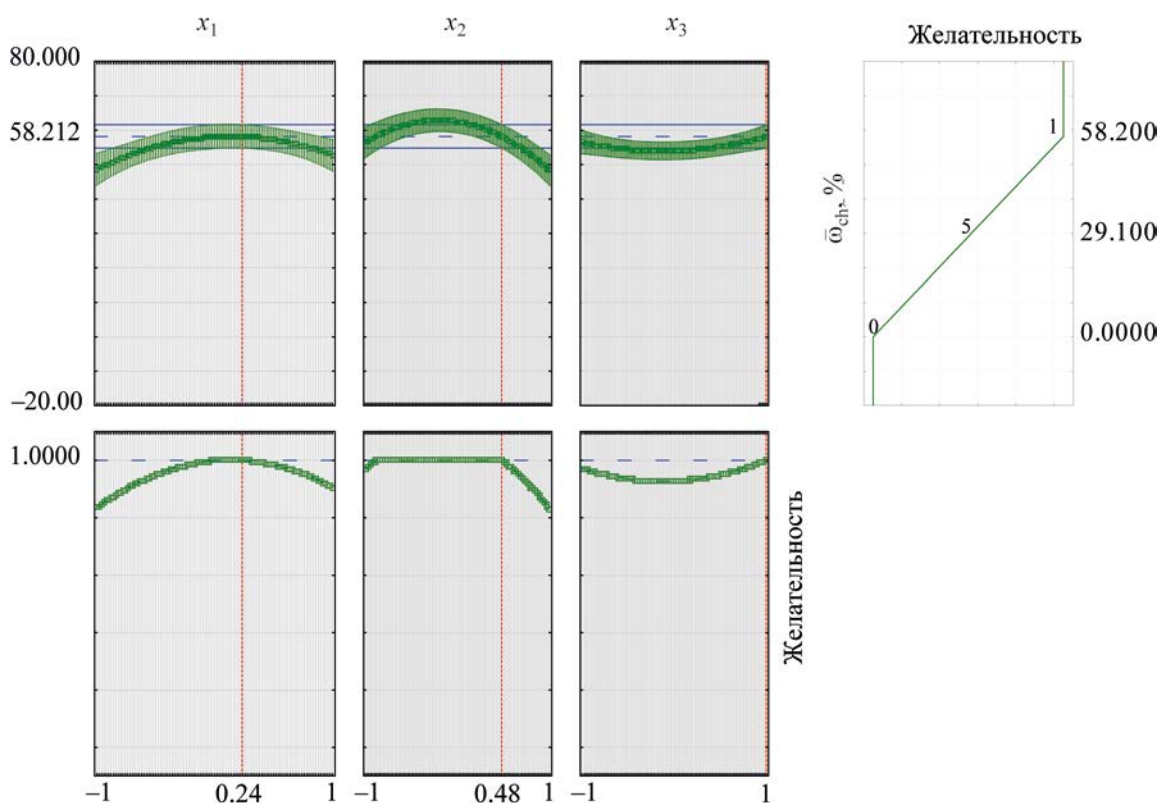 x₁ x₂ x₃
Желательность
80.000
58.212
–20.00
1
5
0
ω̄ch, %
58.200
29.100
0.0000
1.0000
Желательность
–1 0.24 1 –1 0.48 1 –1 1